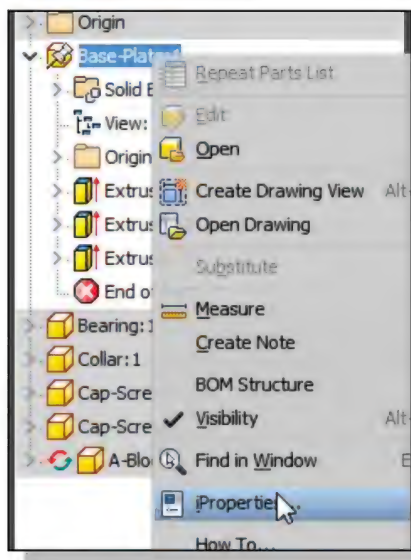 Origin
Base-Plate:1
Repeat Parts List
Solid B
Edit
View:
Open
Origin
Extrus
Create Drawing View Alt+
Extrus
Open Drawing
Extrus
Substitute
End o
Measure
Bearing:1
Create Note
Collar:1
BOM Structure
Cap-Scre
Visibility Alt+
Cap-Scre
Find in Window E
A-Blo
iProperties...
How To...